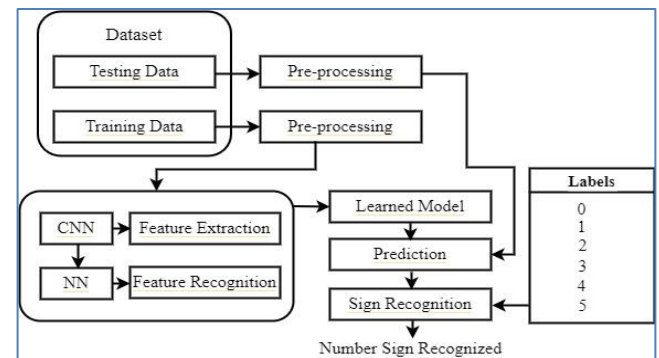 Dataset
Testing Data
Pre-processing
Training Data
Pre-processing
Labels
0
1
2
3
4
5
CNN
Feature Extraction
NN
Feature Recognition
Learned Model
Prediction
Sign Recognition
Number Sign Recognized